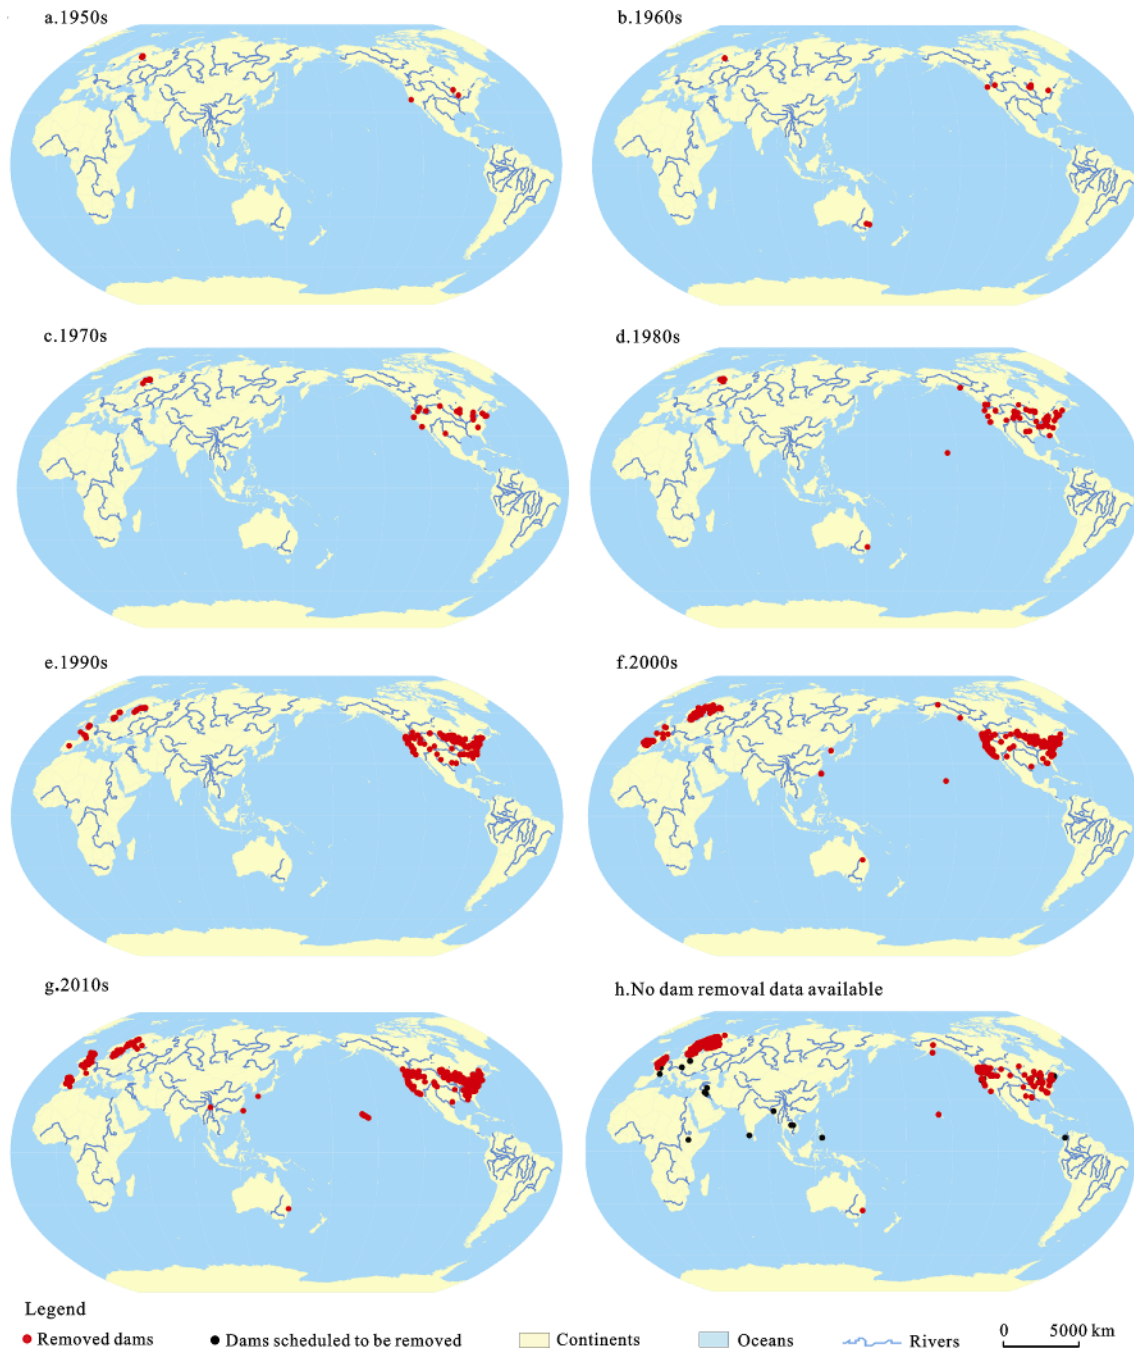 a.1950s
b.1960s
c.1970s
d.1980s
e.1990s
f.2000s
g.2010s
h.No dam removal data available
Legend
Removed dams
Dams scheduled to be removed
Continents
Oceans
Rivers
0 5000 km